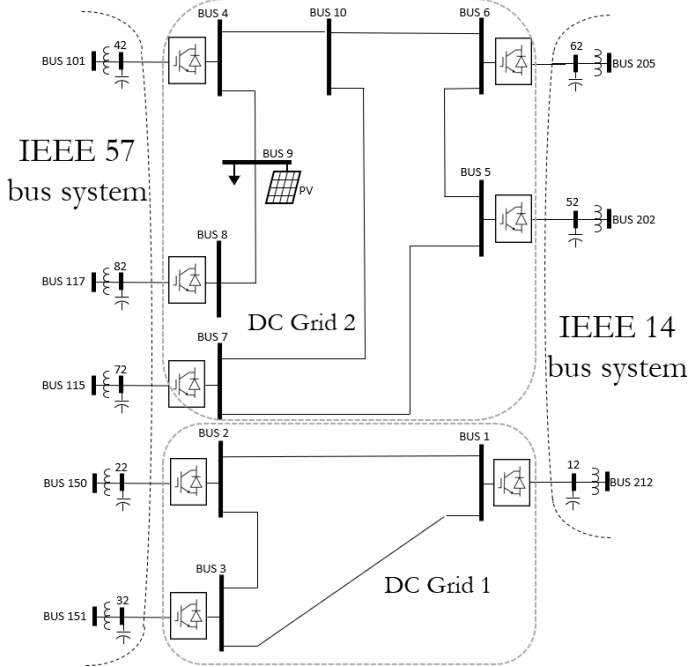 BUS 4
BUS 10
BUS 6
42
62
BUS 101
BUS 205
IEEE 57
bus system
BUS 9
PV
BUS 5
52
BUS 202
BUS 8
82
BUS 117
DC Grid 2
IEEE 14
bus system
BUS 7
72
BUS 115
BUS 2
BUS 1
22
12
BUS 150
BUS 212
BUS 3
DC Grid 1
32
BUS 151